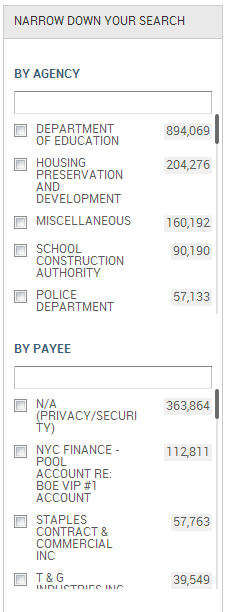 NARROW DOWN YOUR SEARCH
BY AGENCY
DEPARTMENT 894,069
OF EDUCATION
HOUSING 204,276
PRESERVATION
AND
DEVELOPMENT
MISCELLANEOUS 160,192
SCHOOL 90,190
CONSTRUCTION
AUTHORITY
POLICE 57,133
DEPARTMENT
BY PAYEE
N/A 363,864
(PRIVACY/SECURI
TY)
NYC FINANCE - 112,811
POOL
ACCOUNT RE:
BOE VIP #1
ACCOUNT
STAPLES 57,763
CONTRACT &
COMMERCIAL
INC
T & G 39,549
INDUSTRIES INC